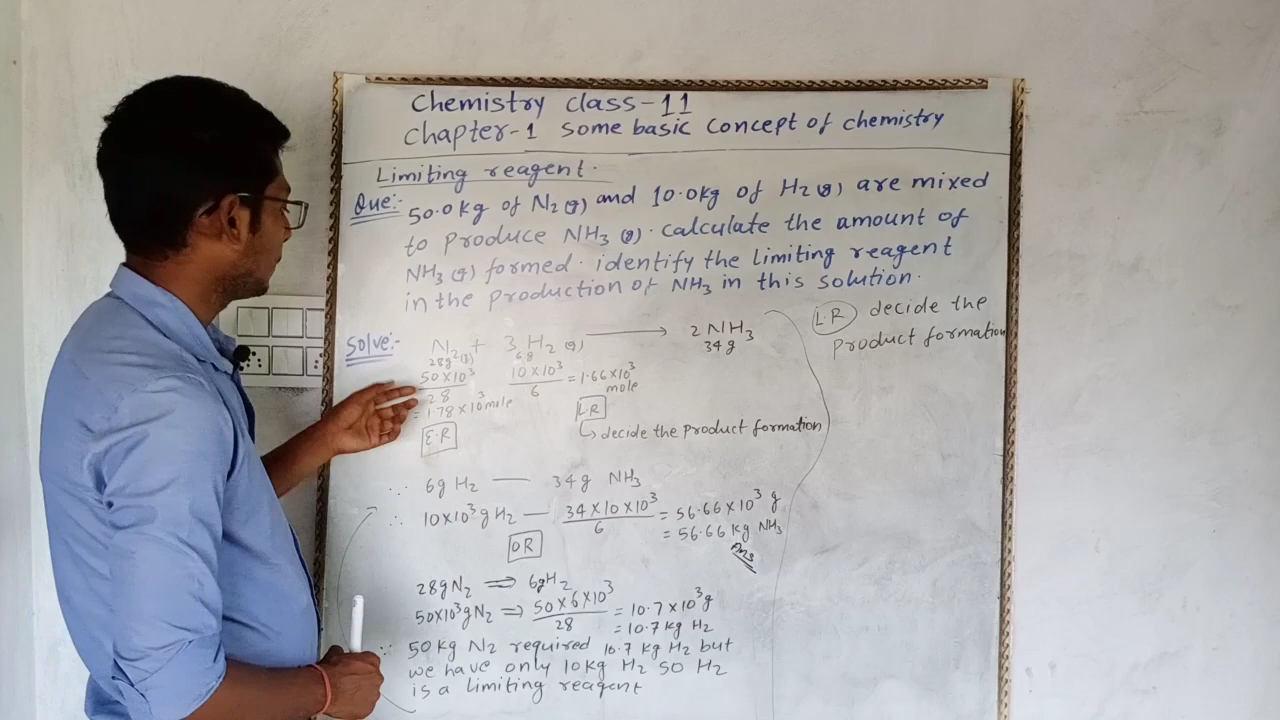 Chemistry class-11
Chapter-1 Some basic concept of chemistry
Limiting reagent.
Que:- 50.0kg of N2(g) and 10.0kg of H2(g) are mixed
to produce NH3(g). calculate the amount of
NH3(g) formed. identify the limiting reagent
in the production of NH3 in this solution.
Solve:- N2(g) + 3H2(g) ⟶ 2NH3
28g 6g 34g
50×10³/28 10×10³/6 = 1.66×10³ mole
= 1.78×10³ mole L.R
E.R ↳ decide the product formation
L.R decide the
product formation
∵ 6g H2 — 34g NH3
∴ 10×10³g H2 — 34×10×10³/6 = 56.66×10³ g
= 56.66 kg NH3
Ans
OR
28g N2 ⇒ 6g H2
50×10³g N2 ⇒ 50×6×10³/28 = 10.7×10³g
= 10.7 kg H2
∵ 50kg N2 required 10.7 kg H2 but
we have only 10kg H2 so H2
is a limiting reagent